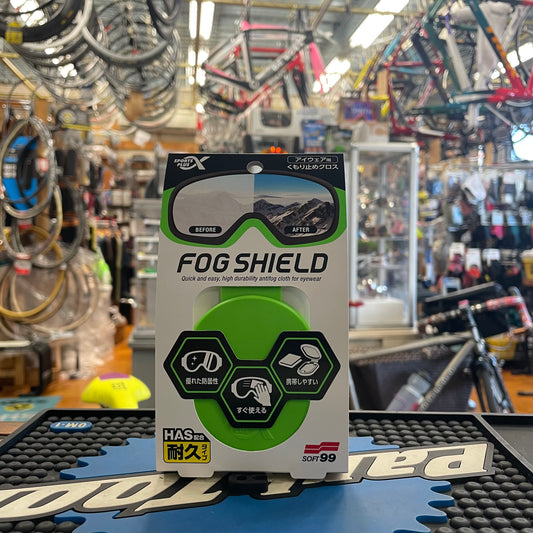 SPORTS
PLUS X
アイウェア用
くもり止めクロス
BEFORE
AFTER
FOG SHIELD
Quick and easy, high durability antifog cloth for eyewear
優れた防曇性
すぐ使える
携帯しやすい
HAS配合
耐久タイプ
SOFT99
Park
Tool